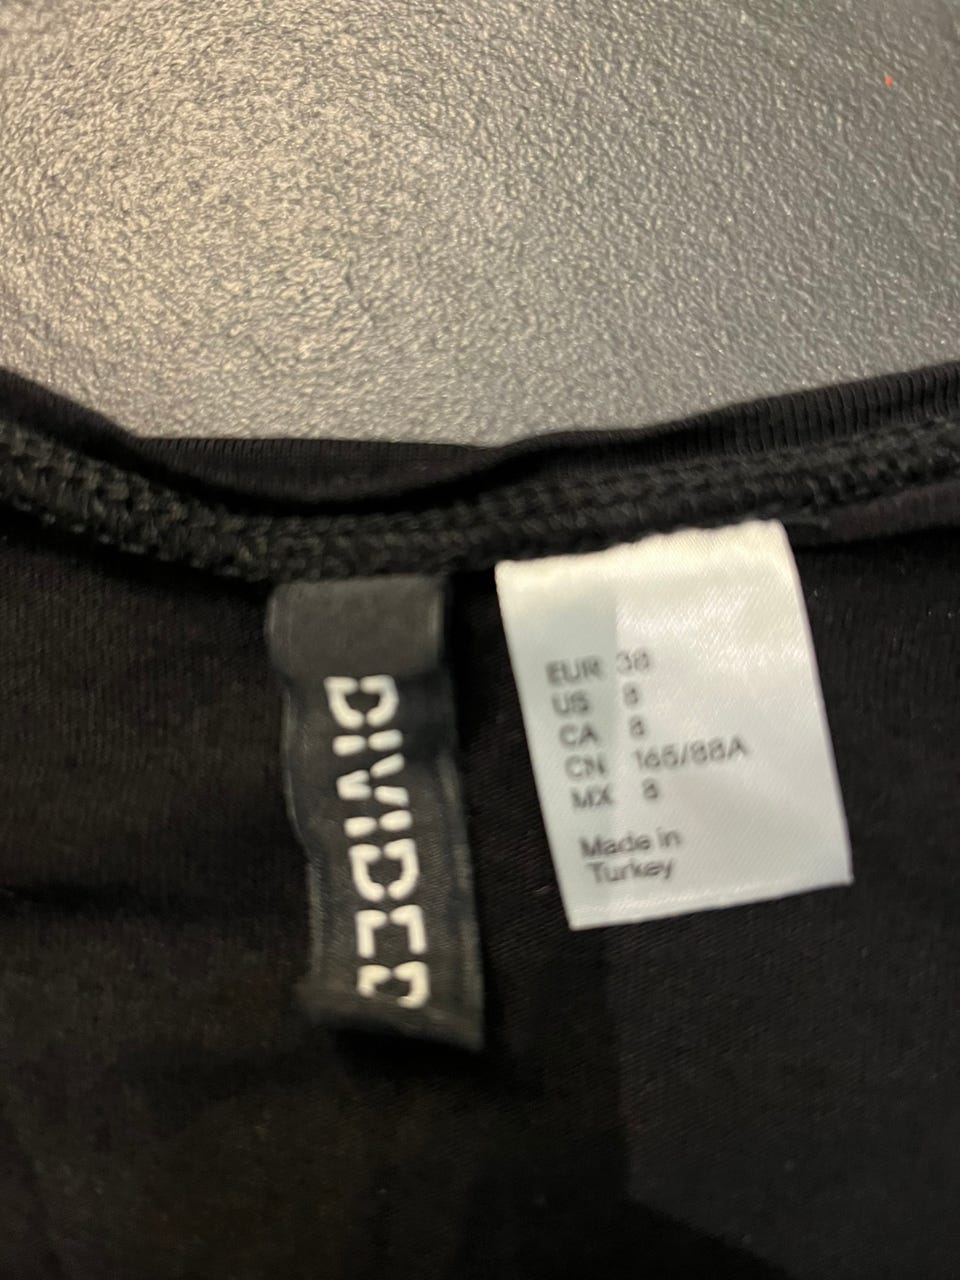 DIVIDED
EUR 38
US 8
CA 8
CN 165/88A
MX 8
Made in
Turkey